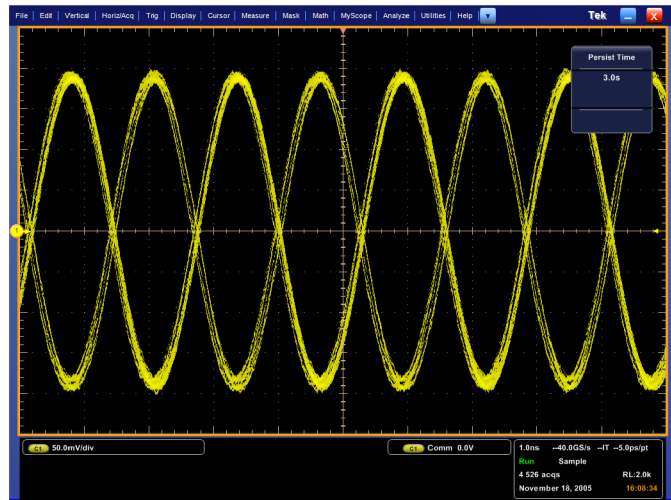 File | Edit | Vertical | Horiz/Acq | Trig | Display | Cursor | Measure | Mask | Math | MyScope | Analyze | Utilities | Help Tek X
Persist Time
3.0s
1
C1 50.0mV/div
C1 Comm 0.0V
1.0ns --40.0GS/s --IT --5.0ps/pt
Run Sample
4 526 acqs RL:2.0k
November 18, 2005 16:08:34